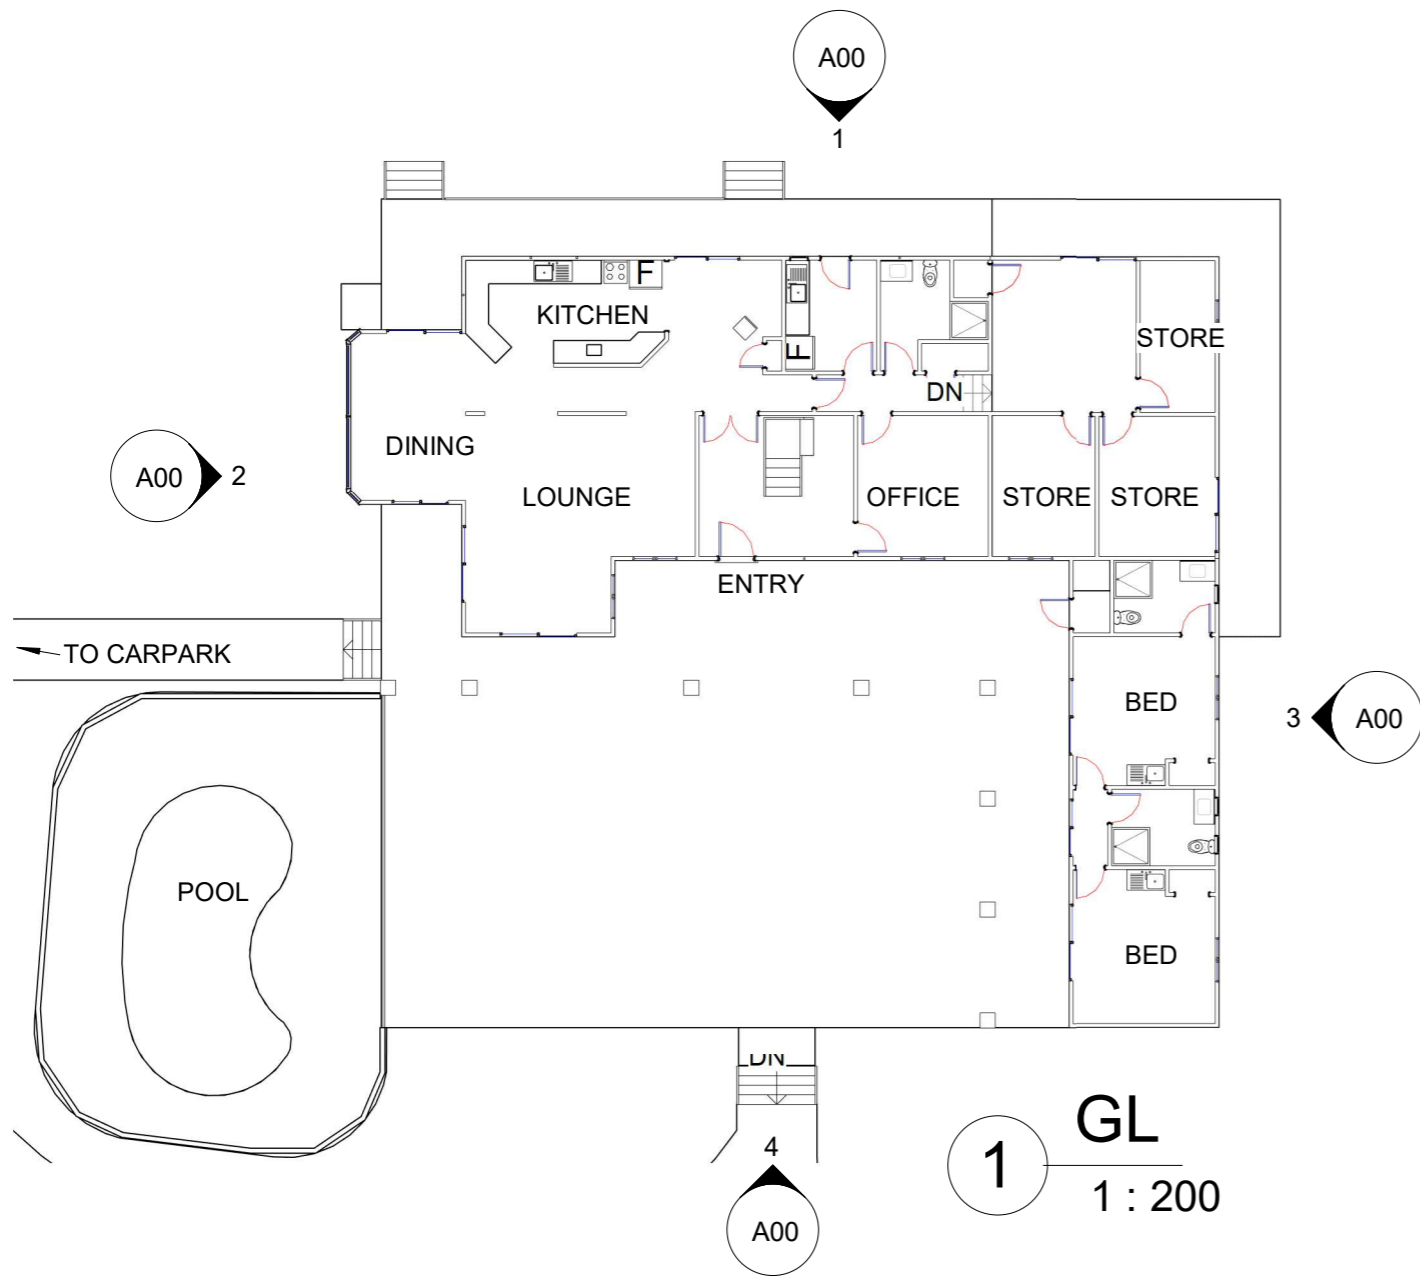 A00
1
F
KITCHEN
F
STORE
DN
DINING
A00
2
LOUNGE
OFFICE
STORE
STORE
ENTRY
TO CARPARK
BED
3
A00
POOL
BED
DN
4
A00
1
GL
1 : 200